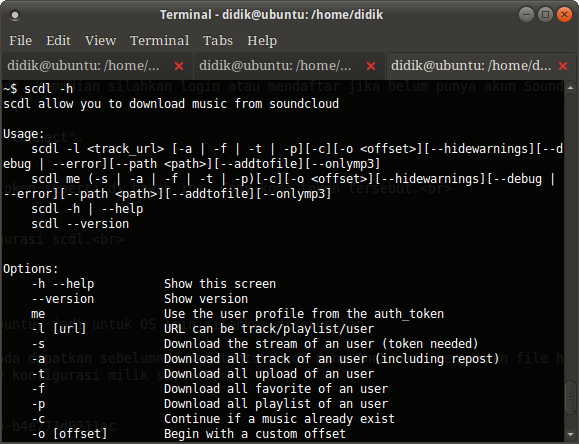 Terminal - didik@ubuntu: /home/didik
File Edit View Terminal Tabs Help
didik@ubuntu: /home/... didik@ubuntu: /home/... didik@ubuntu: /home/d...
~$ scdl -h
scdl allow you to download music from soundcloud
Usage:
scdl -l <track_url> [-a | -f | -t | -p][-c][-o <offset>][--hidewarnings][--d
ebug | --error][--path <path>][--addtofile][--onlymp3]
scdl me (-s | -a | -f | -t | -p)[-c][-o <offset>][--hidewarnings][--debug |
--error][--path <path>][--addtofile][--onlymp3]
scdl -h | --help
scdl --version
Options:
-h --help Show this screen
--version Show version
me Use the user profile from the auth_token
-l [url] URL can be track/playlist/user
-s Download the stream of an user (token needed)
-a Download all track of an user (including repost)
-t Download all upload of an user
-f Download all favorite of an user
-p Download all playlist of an user
-c Continue if a music already exist
-o [offset] Begin with a custom offset